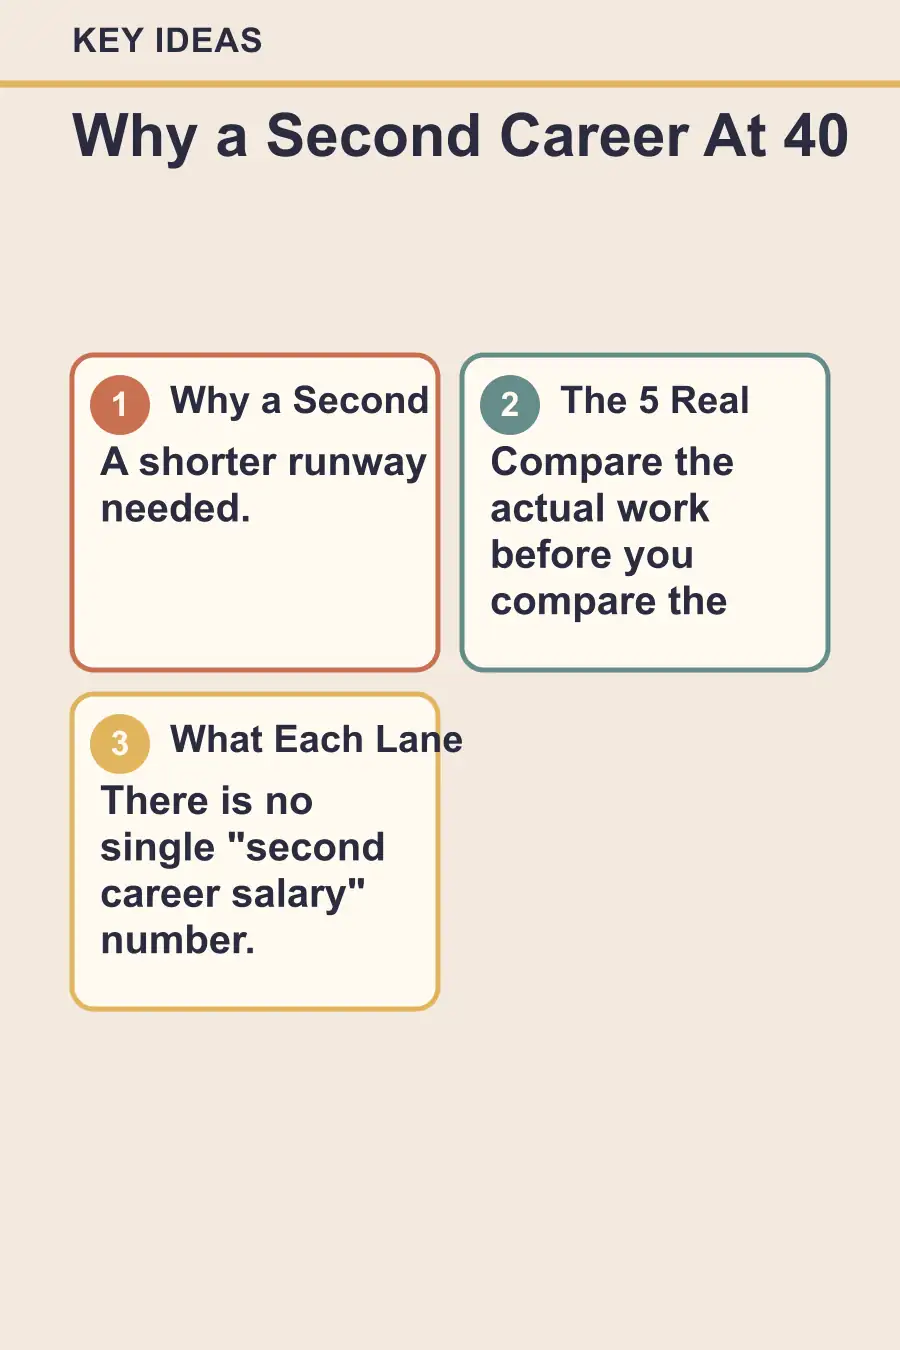 KEY IDEAS
Why a Second Career At 40
1
Why a Second
A shorter runway
needed.
2
The 5 Real
Compare the
actual work
before you
compare the
3
What Each Lane
There is no
single "second
career salary"
number.